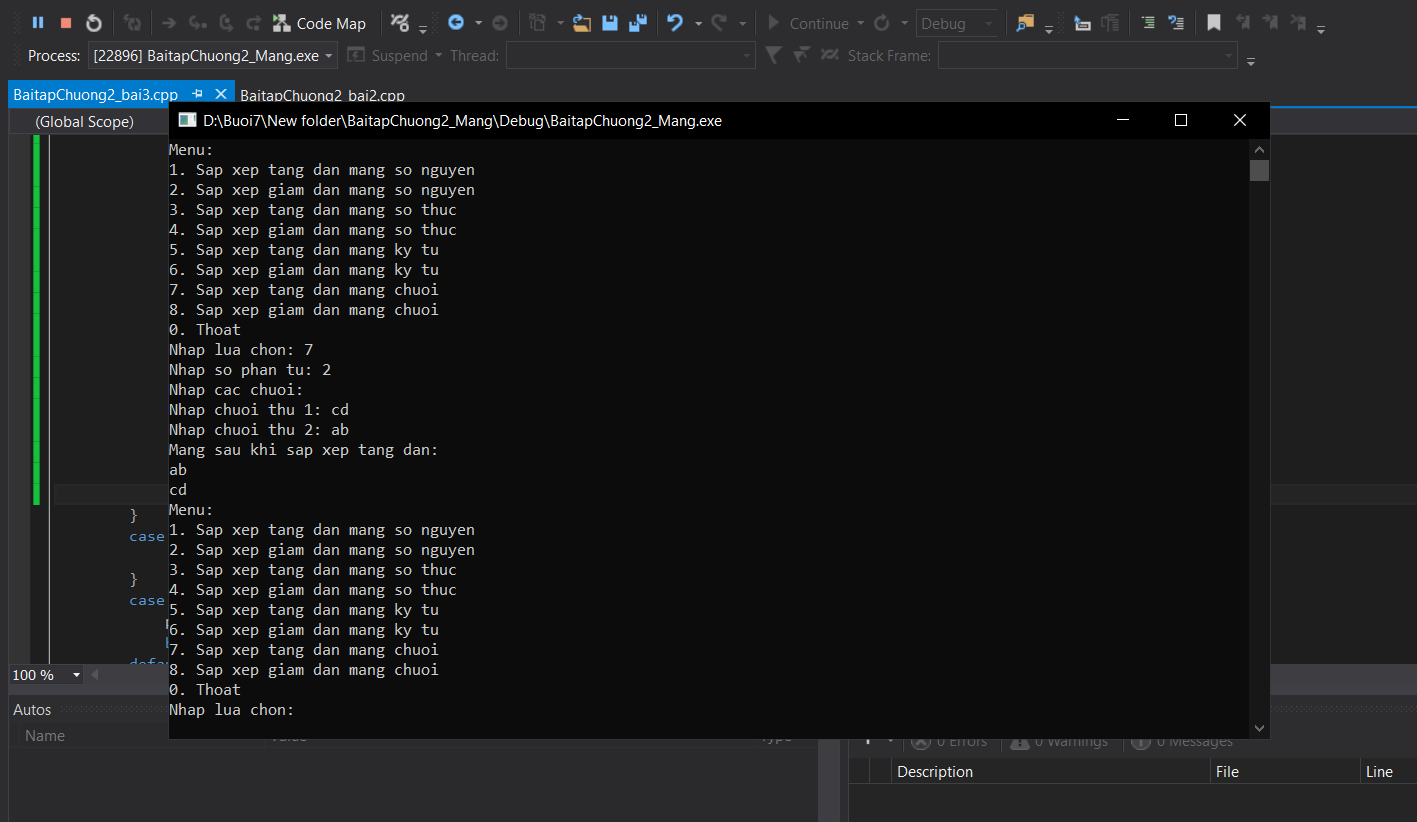 Code Map
Continue
Debug
Process: [22896] BaitapChuong2_Mang.exe Suspend Thread: Stack Frame:
BaitapChuong2_bai3.cpp BaitapChuong2_bai2.cpp
(Global Scope)
D:\Buoi7\New folder\BaitapChuong2_Mang\Debug\BaitapChuong2_Mang.exe
Menu:
1. Sap xep tang dan mang so nguyen
2. Sap xep giam dan mang so nguyen
3. Sap xep tang dan mang so thuc
4. Sap xep giam dan mang so thuc
5. Sap xep tang dan mang ky tu
6. Sap xep giam dan mang ky tu
7. Sap xep tang dan mang chuoi
8. Sap xep giam dan mang chuoi
0. Thoat
Nhap lua chon: 7
Nhap so phan tu: 2
Nhap cac chuoi:
Nhap chuoi thu 1: cd
Nhap chuoi thu 2: ab
Mang sau khi sap xep tang dan:
ab
cd
Menu:
1. Sap xep tang dan mang so nguyen
2. Sap xep giam dan mang so nguyen
3. Sap xep tang dan mang so thuc
4. Sap xep giam dan mang so thuc
5. Sap xep tang dan mang ky tu
6. Sap xep giam dan mang ky tu
7. Sap xep tang dan mang chuoi
8. Sap xep giam dan mang chuoi
0. Thoat
Nhap lua chon:
}
case
}
case
100 %
Autos
Name
0 Errors 0 Warnings 0 Messages
Description File Line